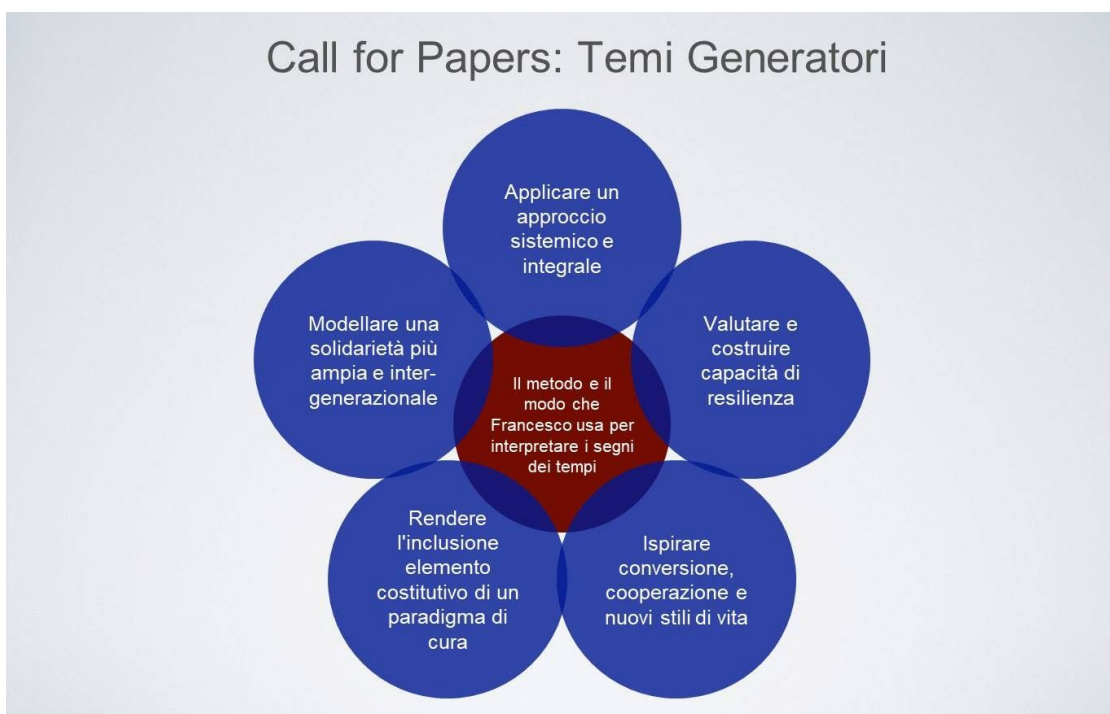 Call for Papers: Temi Generatori
Applicare un
approccio
sistemico e
integrale
Modellare una
solidarietà più
ampia e inter-
generazionale
Valutare e
costruire
capacità di
resilienza
Il metodo e il
modo che
Francesco usa per
interpretare i segni
dei tempi
Rendere
l'inclusione
elemento
costitutivo di un
paradigma di
cura
Ispirare
conversione,
cooperazione e
nuovi stili di vita